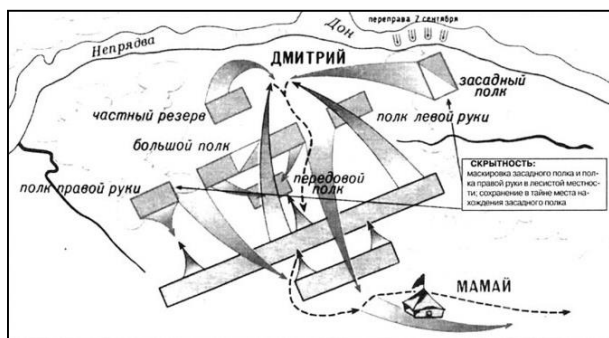 переправа 7 сентября
Дон
Непрядва
ДМИТРИЙ
засадный
полк
частный резерв
полк левой руки
большой полк
передовой
полк
полк правой руки
СКРЫТНОСТЬ:
маскировка засадного полка и пол-
ка правой руки в лесистой местнос-
ти; сохранение в тайне места на-
хождения засадного полка
МАМАЙ